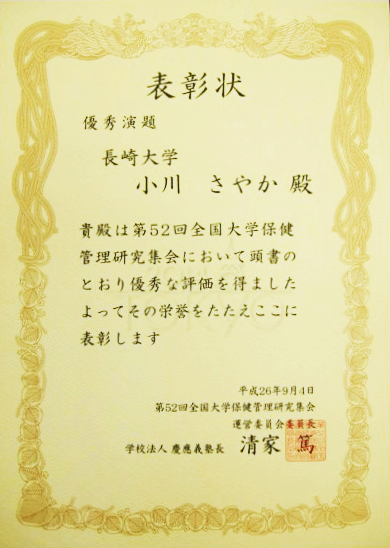 表彰状
優秀演題
長崎大学
小川 さやか 殿
貴殿は第52回全国大学保健
管理研究集会において頭書の
とおり優秀な評価を得ました
よってその栄誉をたたえここに
表彰します
平成26年9月4日
第52回全国大学保健管理研究集会
運営委員会委員長
学校法人 慶應義塾長 清家 篤